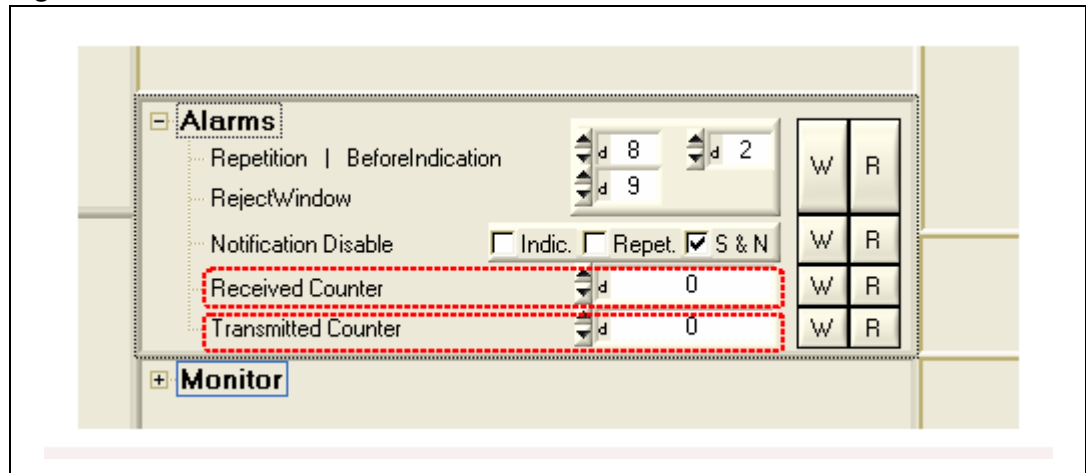 Alarms
Repetition | BeforeIndication d 8 d 2 W R
RejectWindow d 9
Notification Disable Indic. Repet. S & N W R
Received Counter d 0 W R
Transmitted Counter d 0 W R
Monitor